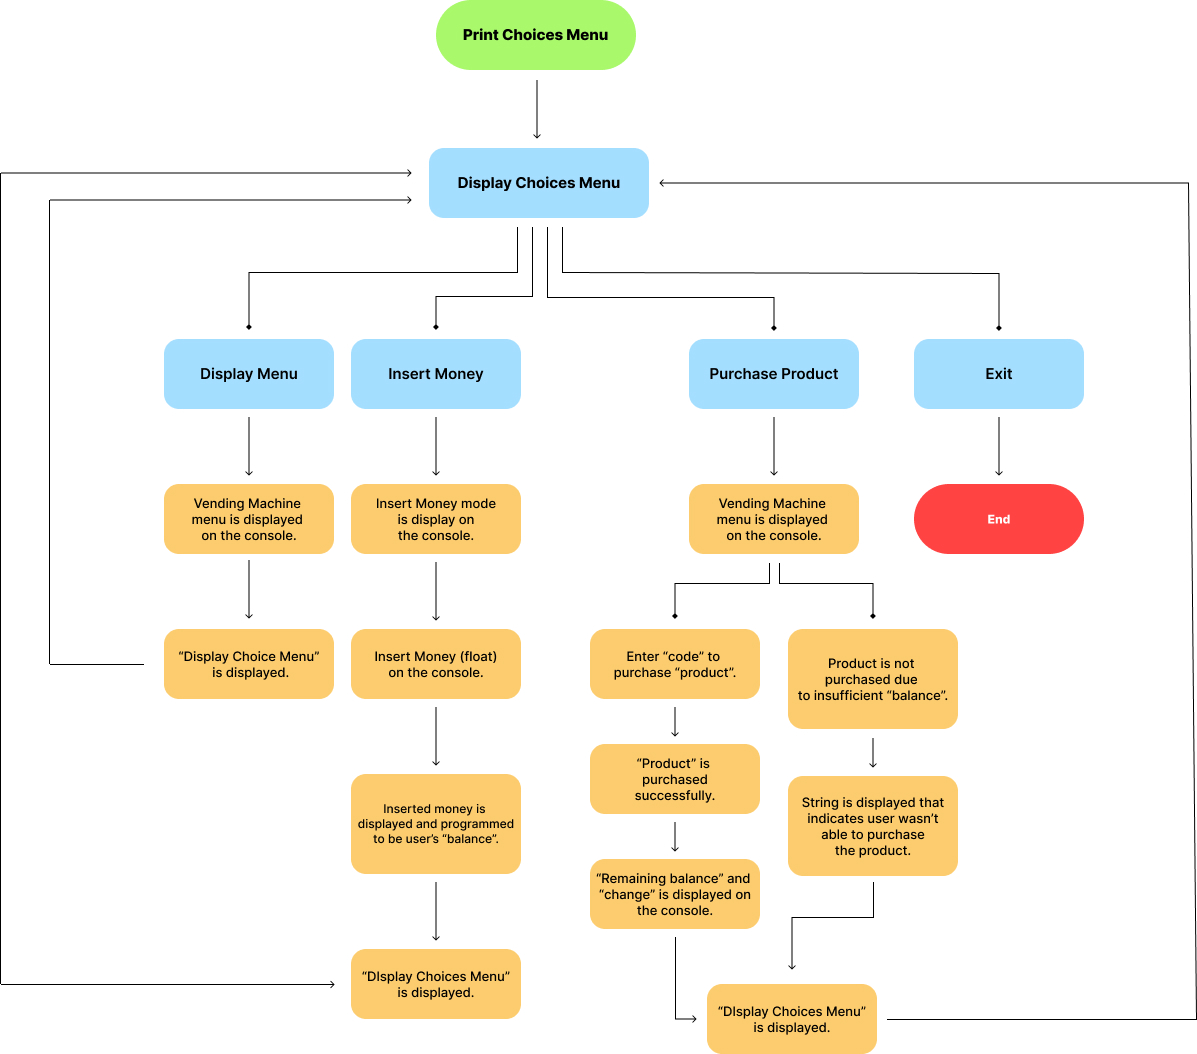 Print Choices Menu
Display Choices Menu
Display Menu
Insert Money
Purchase Product
Exit
Vending Machine
menu is displayed
on the console.
Insert Money mode
is display on
the console.
Vending Machine
menu is displayed
on the console.
End
“Display Choice Menu”
is displayed.
Insert Money (float)
on the console.
Enter “code” to
purchase “product”.
Product is not
purchased due
to insufficient “balance”.
“Product” is
purchased
successfully.
Inserted money is
displayed and programmed
to be user’s “balance”.
String is displayed that
indicates user wasn’t
able to purchase
the product.
“Remaining balance” and
“change” is displayed on
the console.
“DIsplay Choices Menu”
is displayed.
“DIsplay Choices Menu”
is displayed.